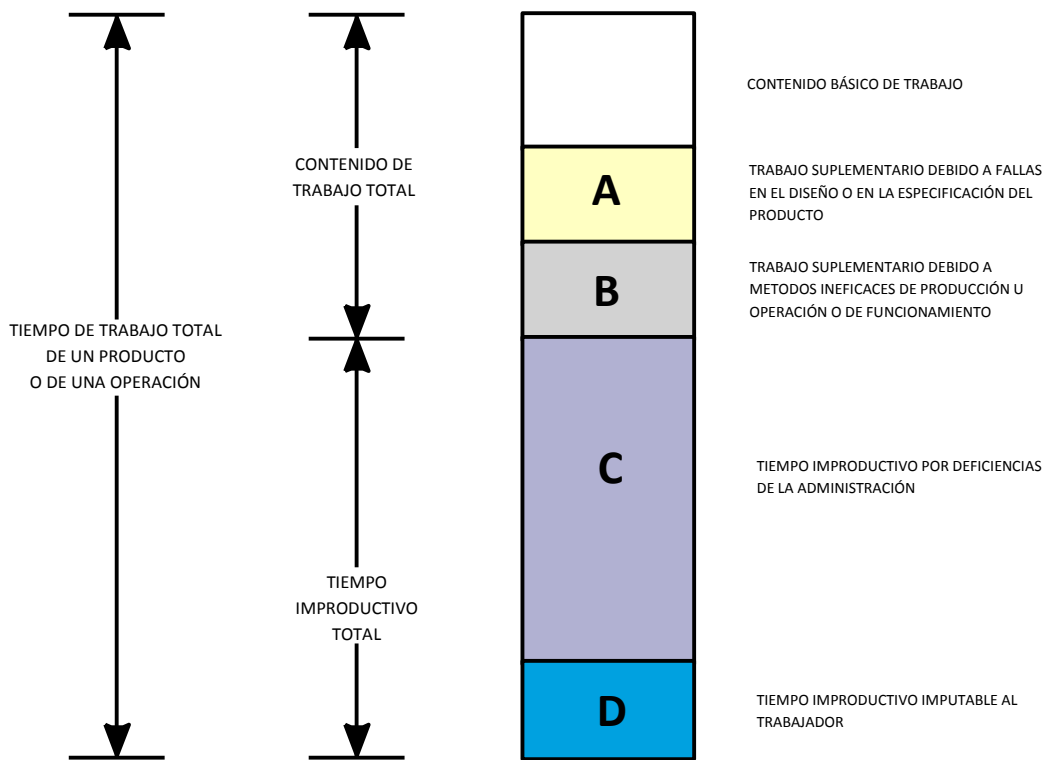 CONTENIDO BÁSICO DE TRABAJO
CONTENIDO DE
TRABAJO TOTAL
A
TRABAJO SUPLEMENTARIO DEBIDO A FALLAS
EN EL DISEÑO O EN LA ESPECIFICACIÓN DEL
PRODUCTO
B
TRABAJO SUPLEMENTARIO DEBIDO A
METODOS INEFICACES DE PRODUCCIÓN U
OPERACIÓN O DE FUNCIONAMIENTO
TIEMPO DE TRABAJO TOTAL
DE UN PRODUCTO
O DE UNA OPERACIÓN
C
TIEMPO IMPRODUCTIVO POR DEFICIENCIAS
DE LA ADMINISTRACIÓN
TIEMPO
IMPRODUCTIVO
TOTAL
D
TIEMPO IMPRODUCTIVO IMPUTABLE AL
TRABAJADOR